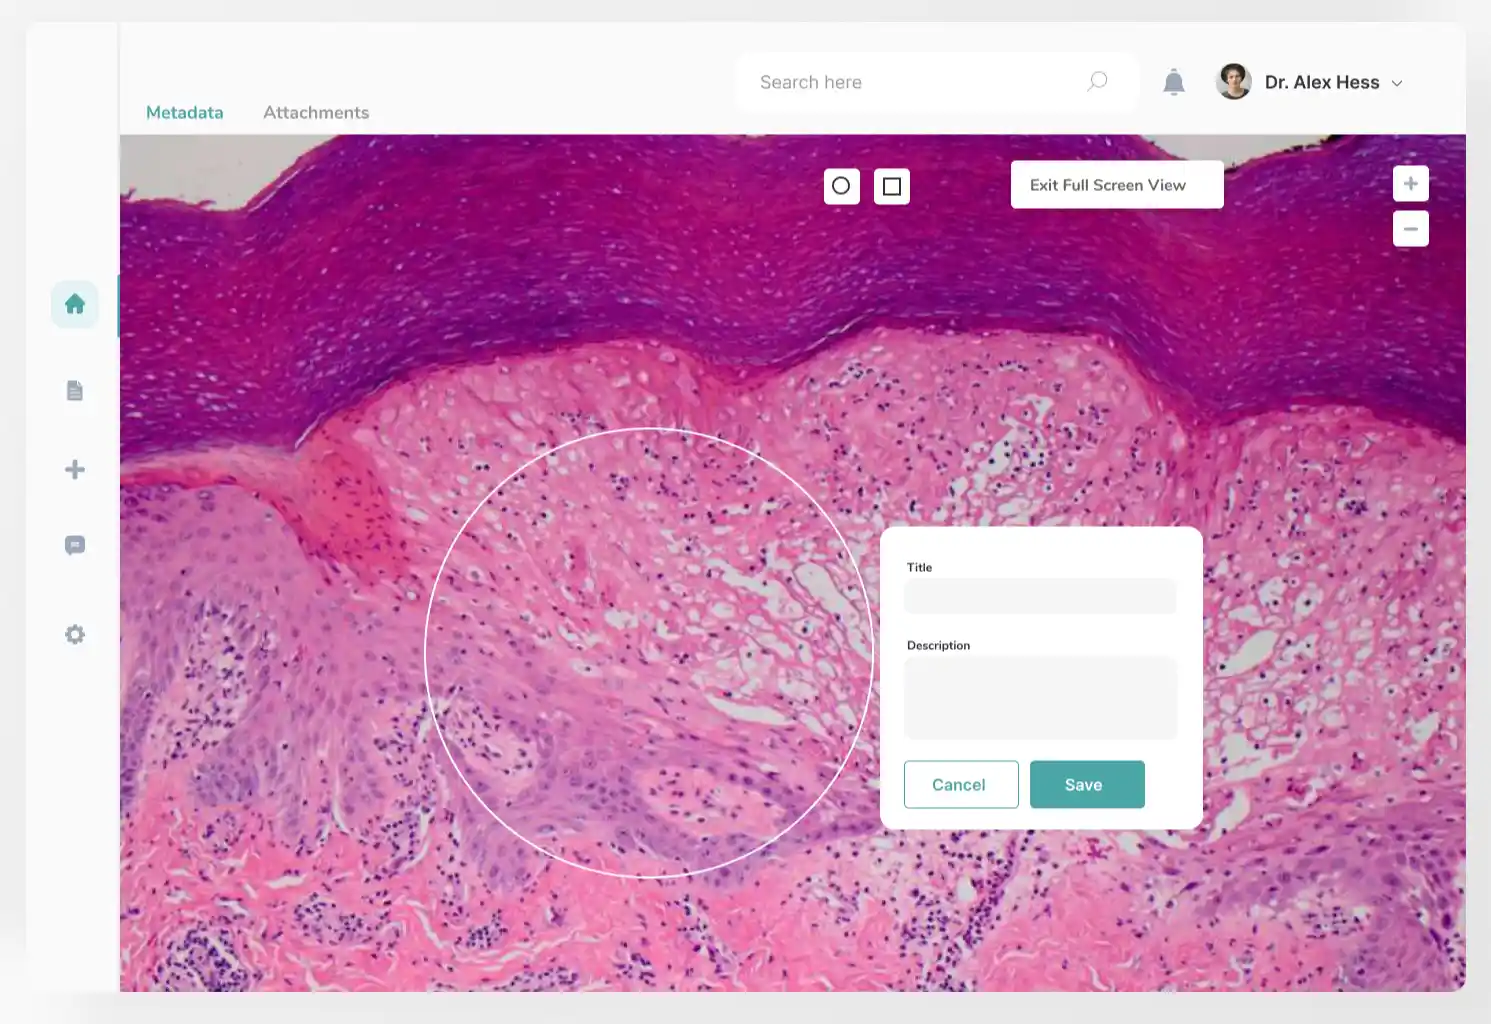 Search here
Dr. Alex Hess
Metadata
Attachments
Exit Full Screen View
Title
Description
Cancel
Save